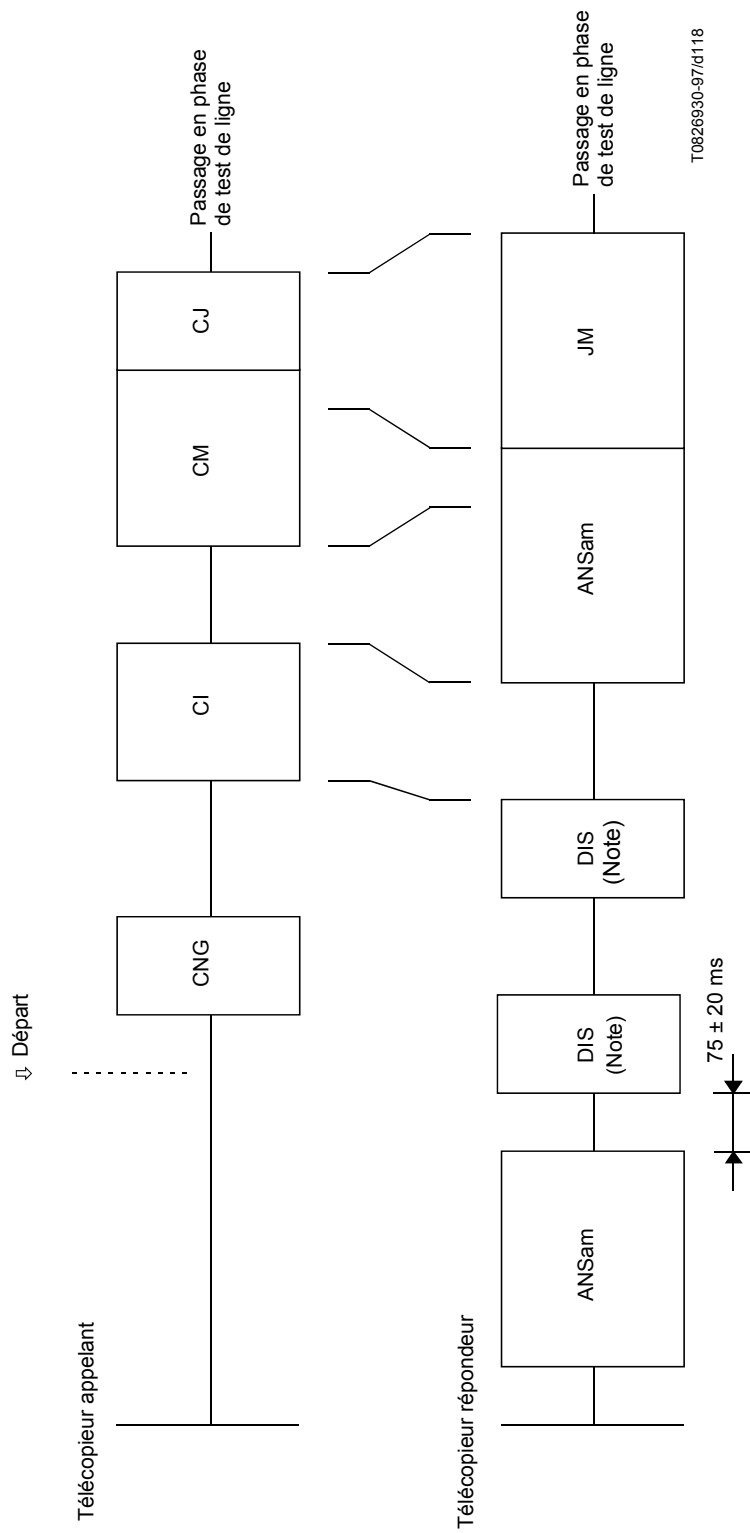 ⇩ Départ
Télécopieur appelant
CNG
CI
CM
CJ
Passage en phase
de test de ligne
Télécopieur répondeur
ANSam
DIS
(Note)
DIS
(Note)
ANSam
JM
Passage en phase
de test de ligne
75 ± 20 ms
T0826930-97/d118